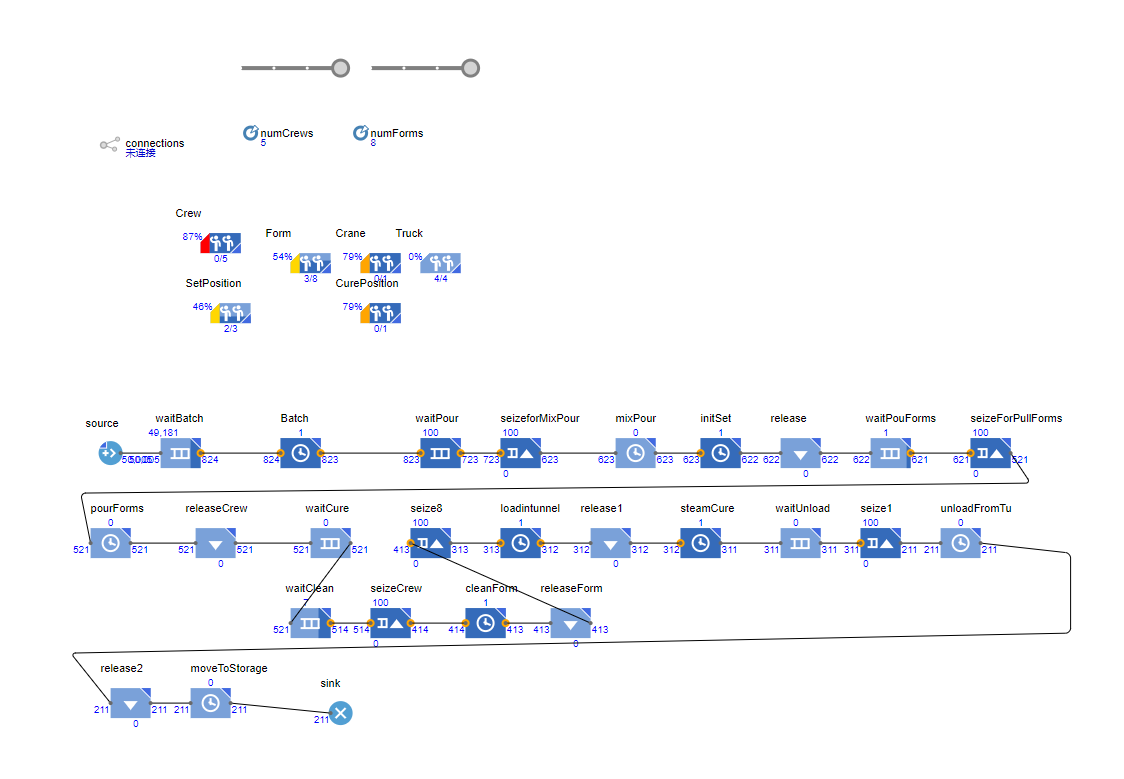 numCrews
5
numForms
8
connections
未连接
Crew
87%
0/5
Form
54%
3/8
Crane
79%
0/1
Truck
0%
4/4
SetPosition
46%
2/3
CurePosition
79%
0/1
source waitBatch Batch waitPour seizeforMixPour mixPour initSet release waitPouForms seizeForPullForms
49,181 1 100 100 0 1 1 100
824 824 823 823 723 723 623 623 623 623 622 622 622 622 621 621 521
0 0 0
pourForms releaseCrew waitCure seize8 loadintunnel release1 steamCure waitUnload seize1 unloadFromTu
0 0 100 1 1 0 100 0
521 521 521 521 521 521 413 313 313 312 312 312 312 311 311 311 311 211 211 211
0 0 0 0
waitClean seizeCrew cleanForm releaseForm
7 100 1
521 514 514 414 414 413 413 413
0 0
release2 moveToStorage sink
0
211 211 211 211 211
0